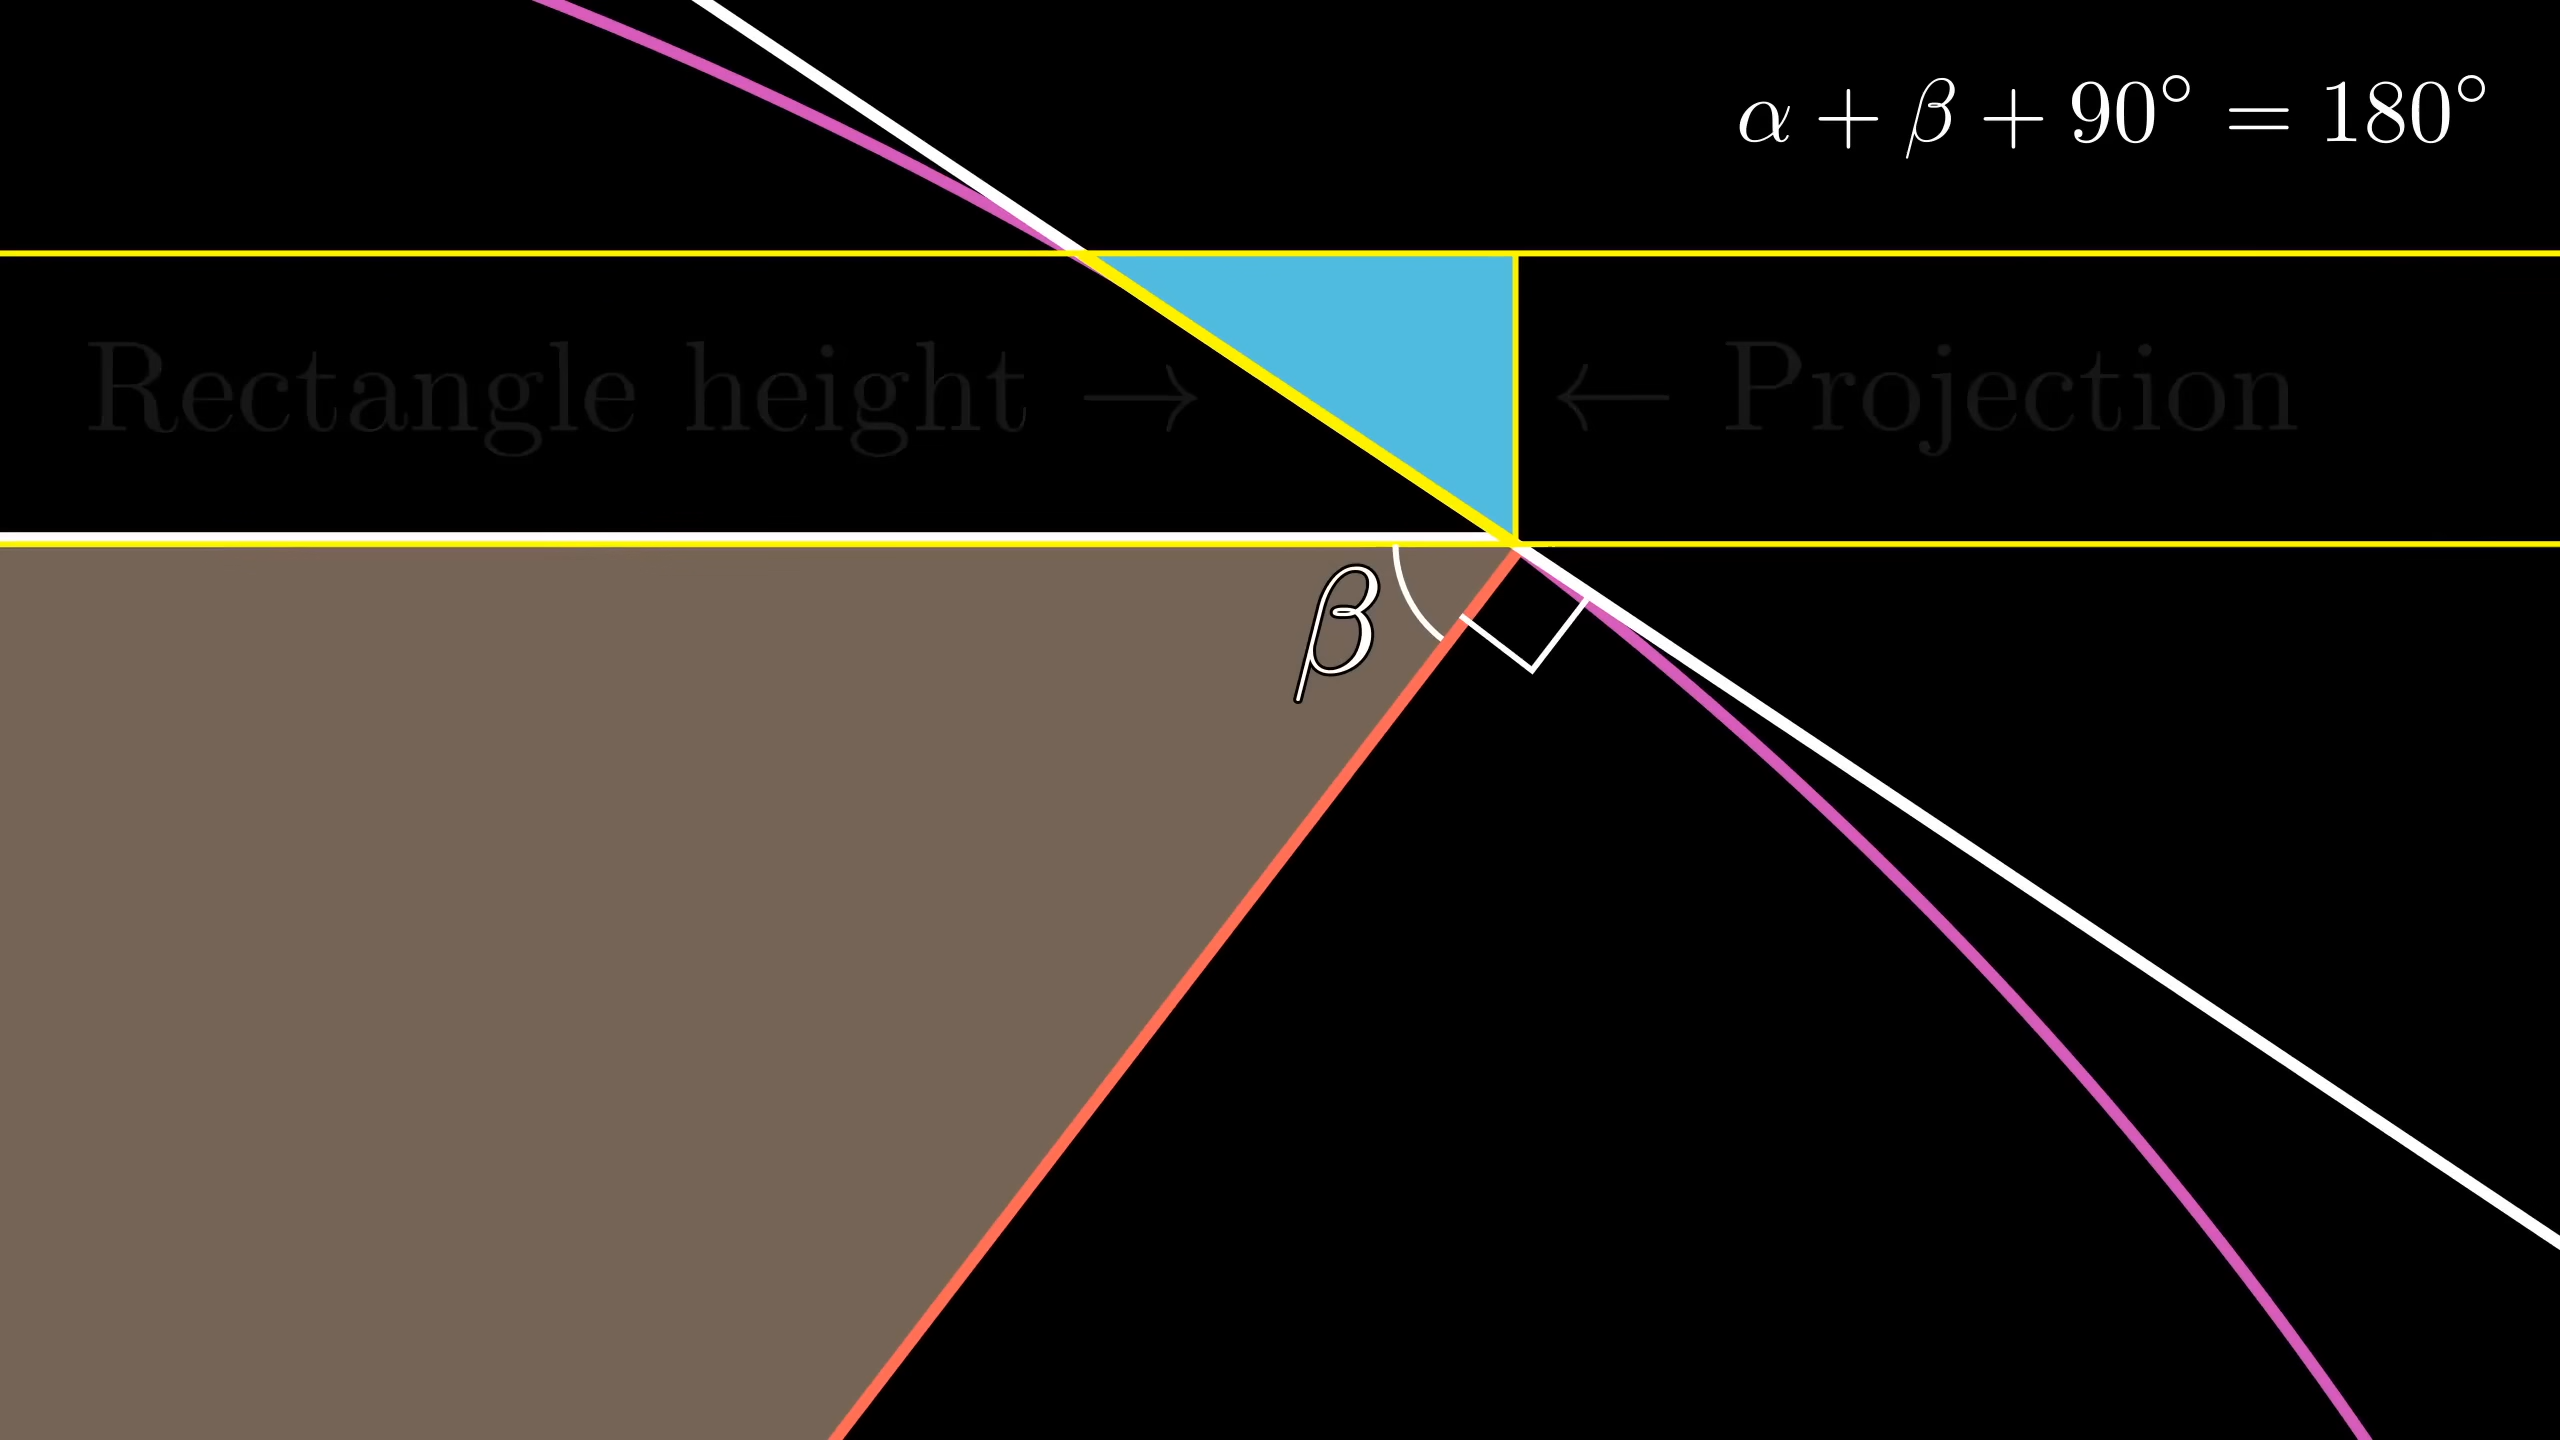 α + β + 90° = 180°
Rectangle height → ← Projection
β